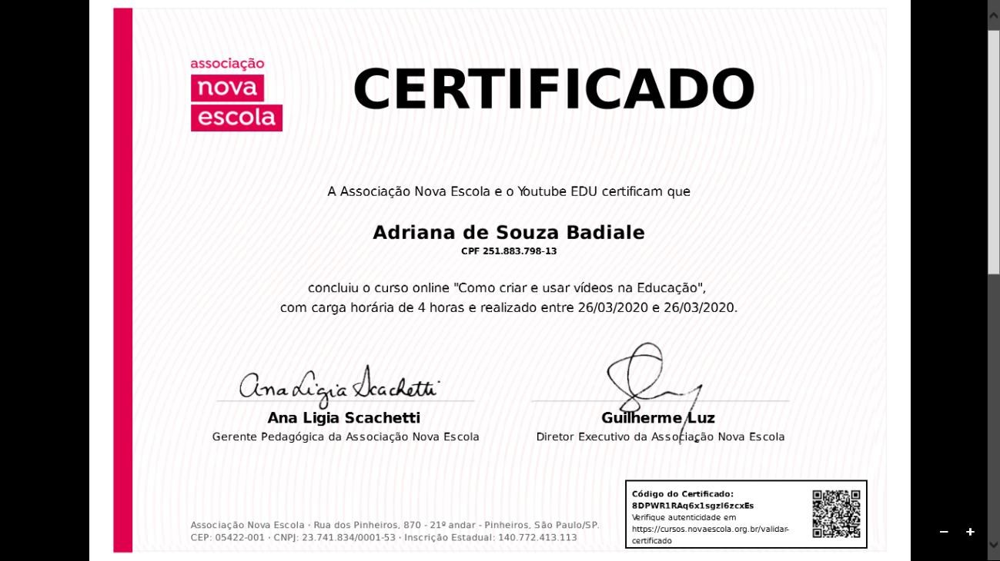 associação
nova
escola
CERTIFICADO
A Associação Nova Escola e o Youtube EDU certificam que
Adriana de Souza Badiale
CPF 251.883.798-13
concluiu o curso online "Como criar e usar vídeos na Educação",
com carga horária de 4 horas e realizado entre 26/03/2020 e 26/03/2020.
Ana Ligia Scachetti
Ana Ligia Scachetti
Gerente Pedagógica da Associação Nova Escola
Guilherme Luz
Diretor Executivo da Associação Nova Escola
Associação Nova Escola · Rua dos Pinheiros, 870 - 21º andar - Pinheiros, São Paulo/SP.
CEP: 05422-001 · CNPJ: 23.741.834/0001-53 · Inscrição Estadual: 140.772.413.113
Código do Certificado:
8DPWR1RAq6x1sgzl6zcxEs
Verifique autenticidade em
https://cursos.novaescola.org.br/validar-
certificado